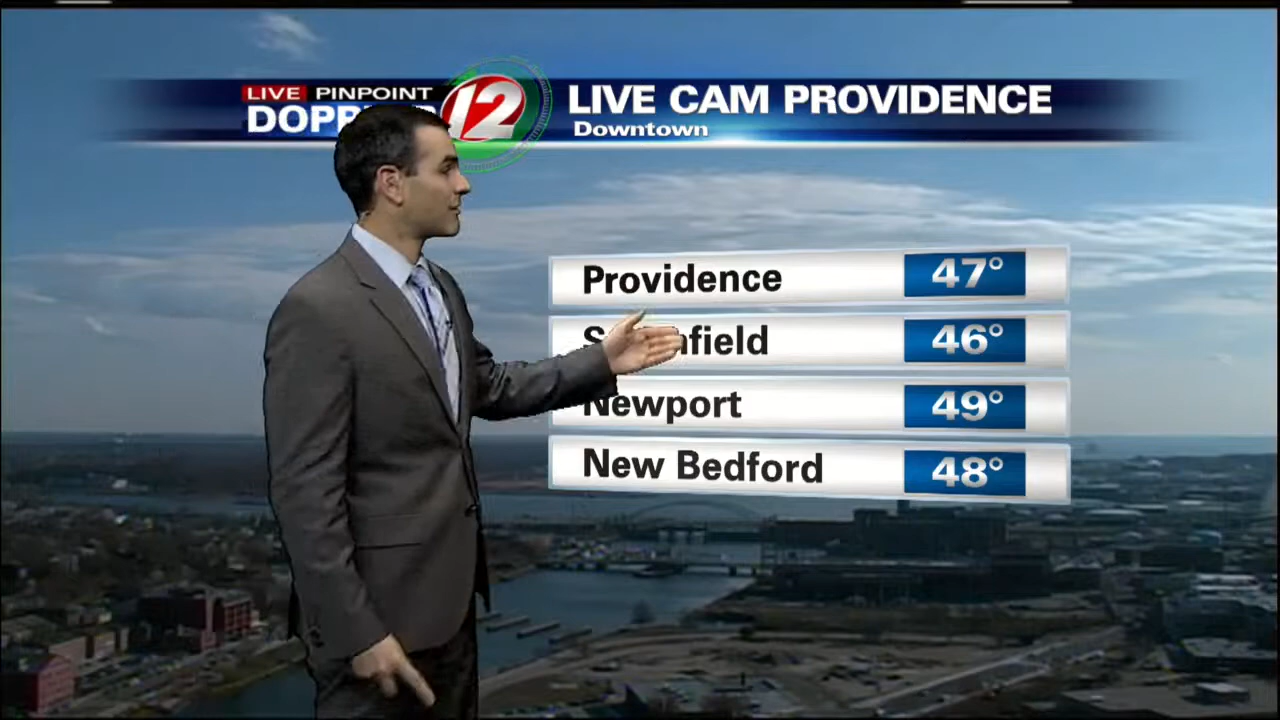 LIVE PINPOINT
12
LIVE CAM PROVIDENCE
Downtown
Providence 47°
46°
Newport 49°
New Bedford 48°